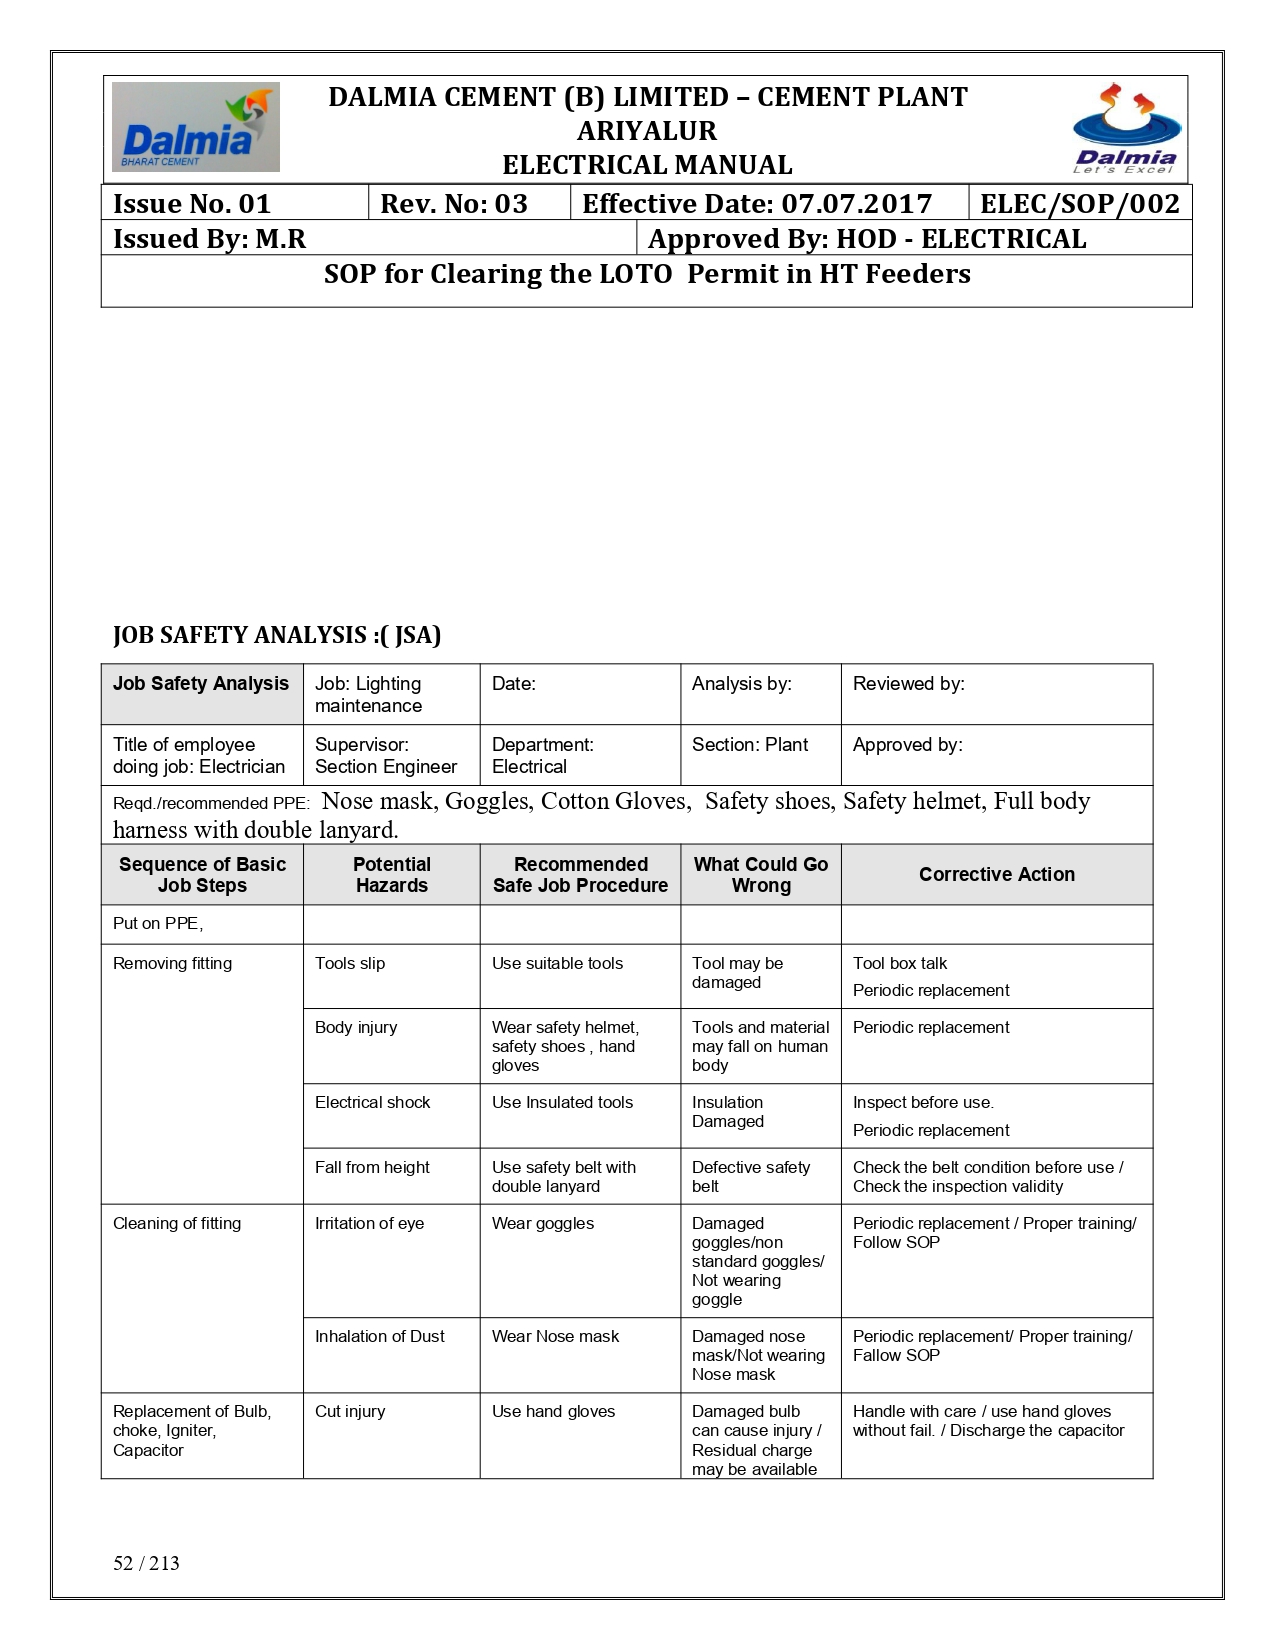 DALMIA CEMENT (B) LIMITED – CEMENT PLANT
ARIYALUR
ELECTRICAL MANUAL
Dalmia
BHARAT CEMENT
Dalmia
Let's Excel
Issue No. 01 Rev. No: 03 Effective Date: 07.07.2017 ELEC/SOP/002
Issued By: M.R Approved By: HOD - ELECTRICAL
SOP for Clearing the LOTO  Permit in HT Feeders
JOB SAFETY ANALYSIS :( JSA)
Job Safety Analysis
Job: Lighting
maintenance
Date:
Analysis by:
Reviewed by:
Title of employee
doing job: Electrician
Supervisor:
Section Engineer
Department:
Electrical
Section: Plant
Approved by:
Reqd./recommended PPE:  Nose mask, Goggles, Cotton Gloves,  Safety shoes, Safety helmet, Full body
harness with double lanyard.
Sequence of Basic
Job Steps
Potential
Hazards
Recommended
Safe Job Procedure
What Could Go
Wrong
Corrective Action
Put on PPE,
Removing fitting
Tools slip
Use suitable tools
Tool may be
damaged
Tool box talk
Periodic replacement
Body injury
Wear safety helmet,
safety shoes , hand
gloves
Tools and material
may fall on human
body
Periodic replacement
Electrical shock
Use Insulated tools
Insulation
Damaged
Inspect before use.
Periodic replacement
Fall from height
Use safety belt with
double lanyard
Defective safety
belt
Check the belt condition before use /
Check the inspection validity
Cleaning of fitting
Irritation of eye
Wear goggles
Damaged
goggles/non
standard goggles/
Not wearing
goggle
Periodic replacement / Proper training/
Follow SOP
Inhalation of Dust
Wear Nose mask
Damaged nose
mask/Not wearing
Nose mask
Periodic replacement/ Proper training/
Fallow SOP
Replacement of Bulb,
choke, Igniter,
Capacitor
Cut injury
Use hand gloves
Damaged bulb
can cause injury /
Residual charge
may be available
Handle with care / use hand gloves
without fail. / Discharge the capacitor
52 / 213